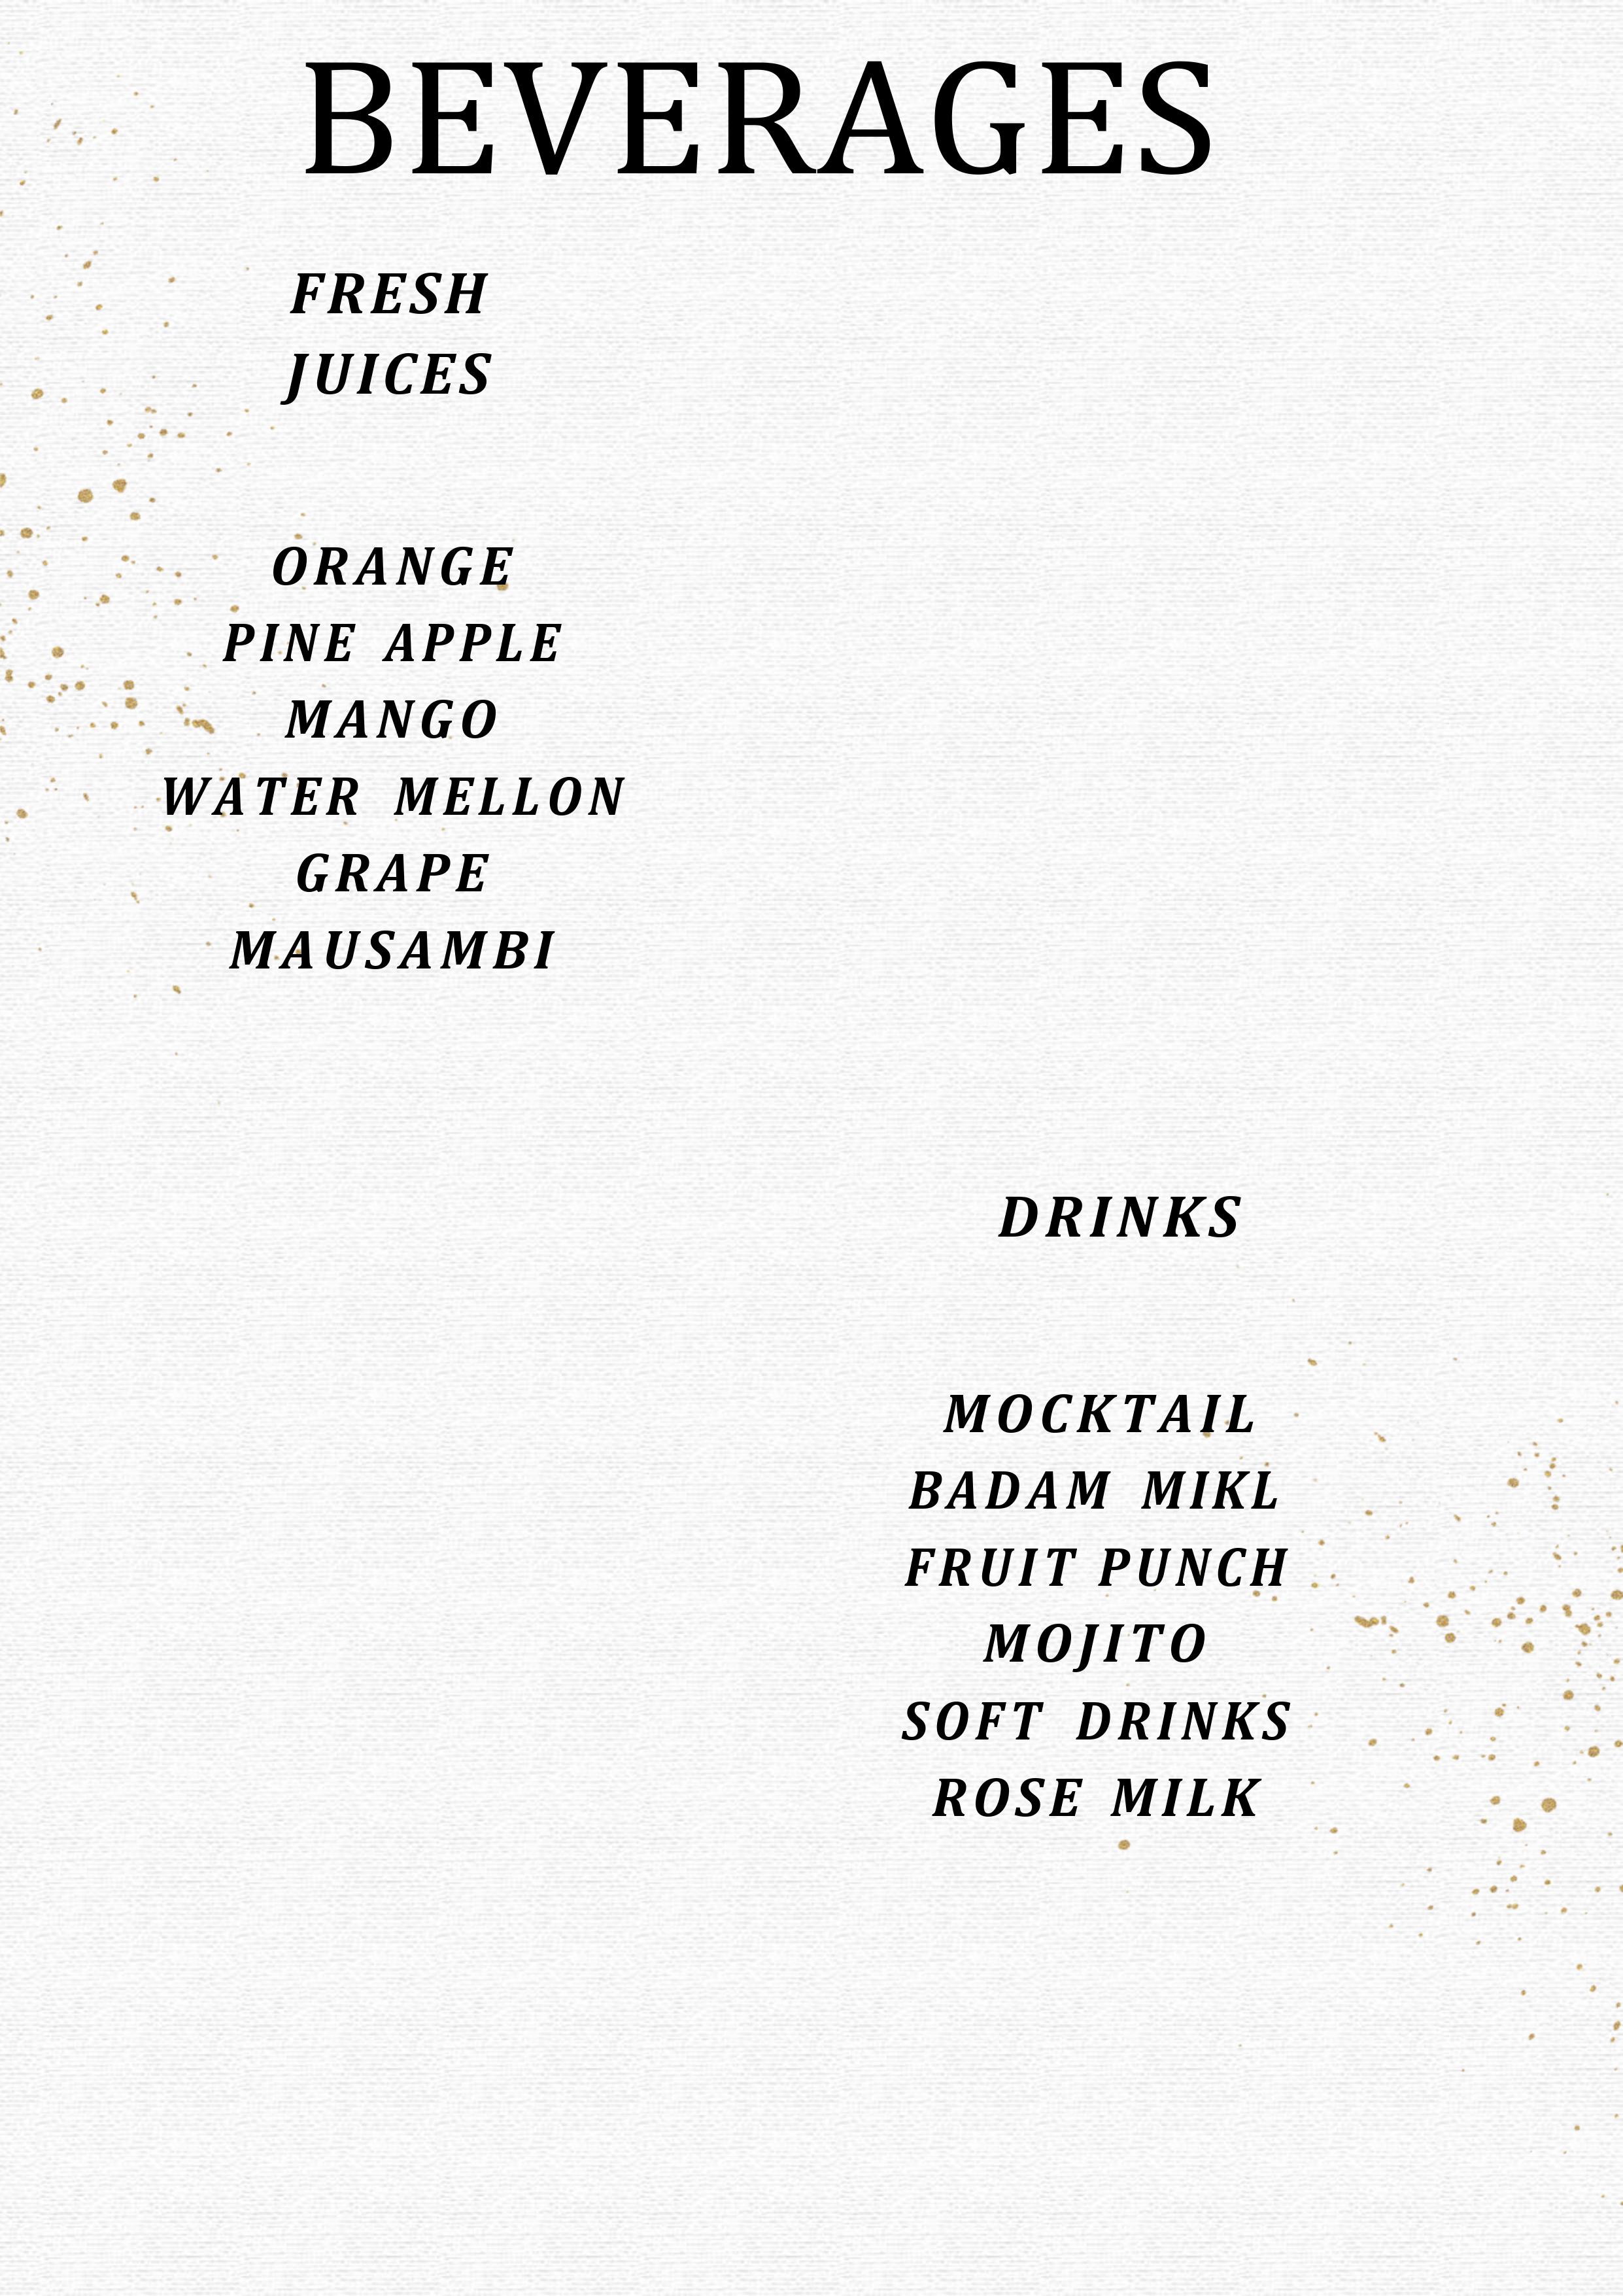 BEVERAGES
FRESH
JUICES
ORANGE
PINE APPLE
MANGO
WATER MELLON
GRAPE
MAUSAMBI
DRINKS
MOCKTAIL
BADAM MIKL
FRUIT PUNCH
MOJITO
SOFT DRINKS
ROSE MILK